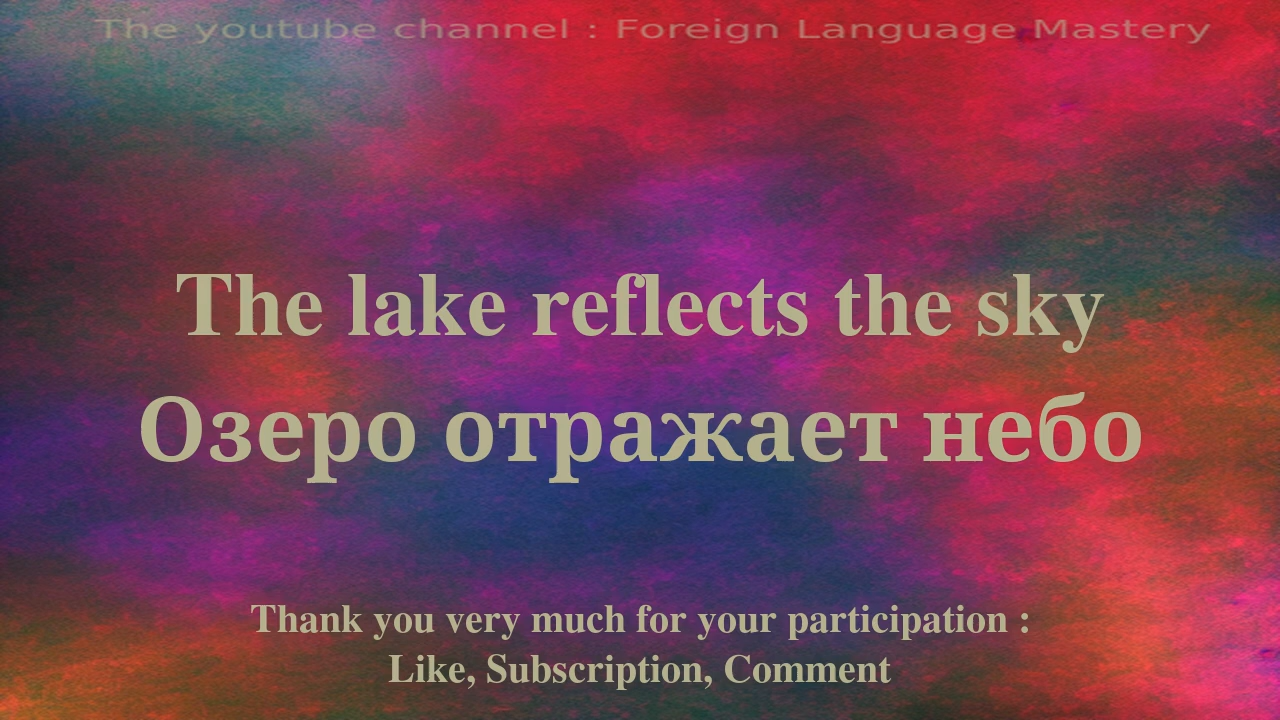 The youtube channel : Foreign Language Mastery
The lake reflects the sky
Озеро отражает небо
Thank you very much for your participation :
Like, Subscription, Comment